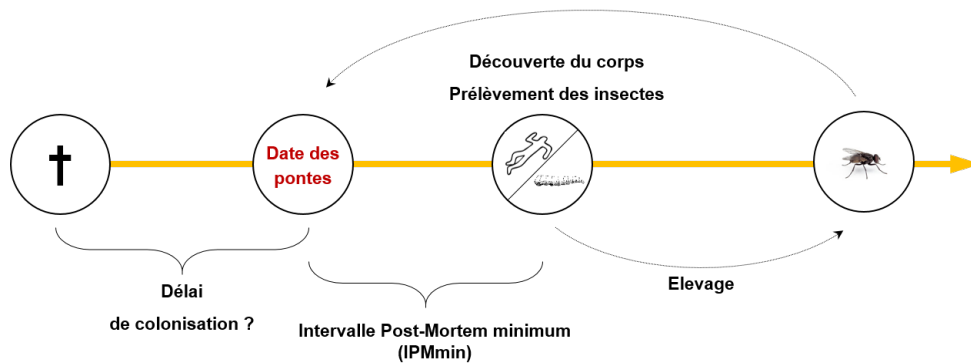 Découverte du corps
Prélèvement des insectes
Date des
pontes
Délai
de colonisation ?
Intervalle Post-Mortem minimum
(IPMmin)
Elevage